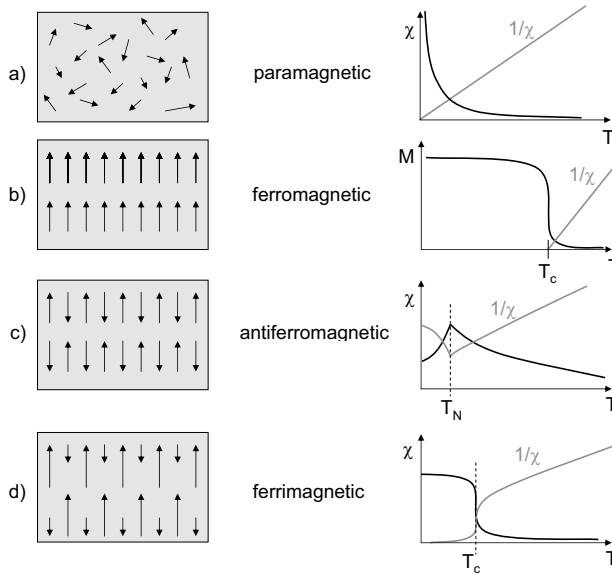 a)
paramagnetic
χ
1/χ
T
b)
ferromagnetic
M
1/χ
T
T_c
c)
antiferromagnetic
χ
1/χ
T
T_N
d)
ferrimagnetic
χ
1/χ
T
T_c